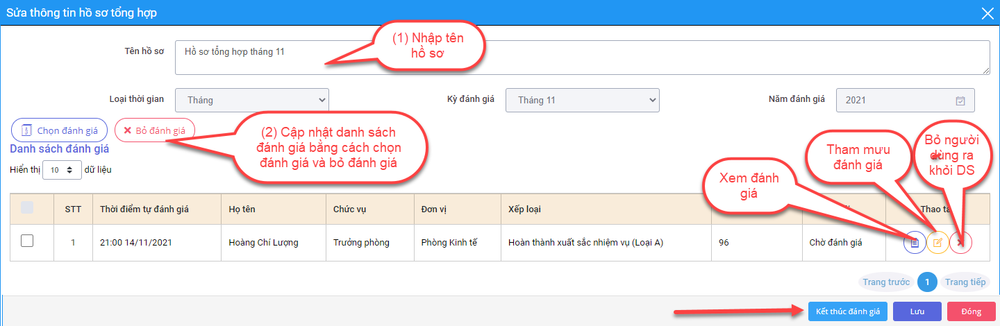 Sửa thông tin hồ sơ tổng hợp
(1) Nhập tên
hồ sơ
Tên hồ sơ
Hồ sơ tổng hợp tháng 11
Loại thời gian
Tháng
Kỳ đánh giá
Tháng 11
Năm đánh giá
2021
Chọn đánh giá
Bỏ đánh giá
(2) Cập nhật danh sách
đánh giá bằng cách chọn
đánh giá và bỏ đánh giá
Tham mưu
đánh giá
Bỏ người
dùng ra
khỏi DS
Xem đánh
giá
Danh sách đánh giá
Hiển thị 10 dữ liệu
STT Thời điểm tự đánh giá Họ tên Chức vụ Đơn vị Xếp loại Thao
1 21:00 14/11/2021 Hoàng Chí Lượng Trưởng phòng Phòng Kinh tế Hoàn thành xuất sắc nhiệm vụ (Loại A) 96 Chờ đánh giá
Trang trước 1 Trang tiếp
Kết thúc đánh giá Lưu Đóng